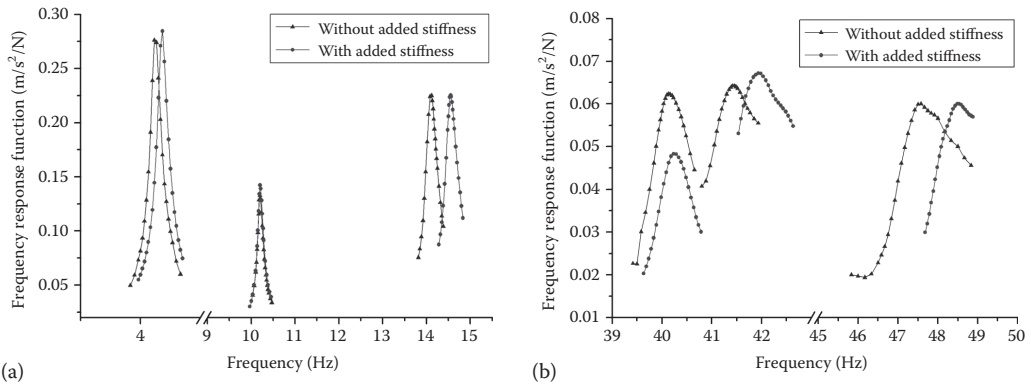 0.30
0.25
0.20
0.15
0.10
0.05
Frequency response function (m/s²/N)
Without added stiffness
With added stiffness
4 9 10 11 12 13 14 15
Frequency (Hz)
(a)
0.09
0.08
0.07
0.06
0.05
0.04
0.03
0.02
0.01
Frequency response function (m/s²/N)
Without added stiffness
With added stiffness
39 40 41 42 45 46 47 48 49 50
Frequency (Hz)
(b)